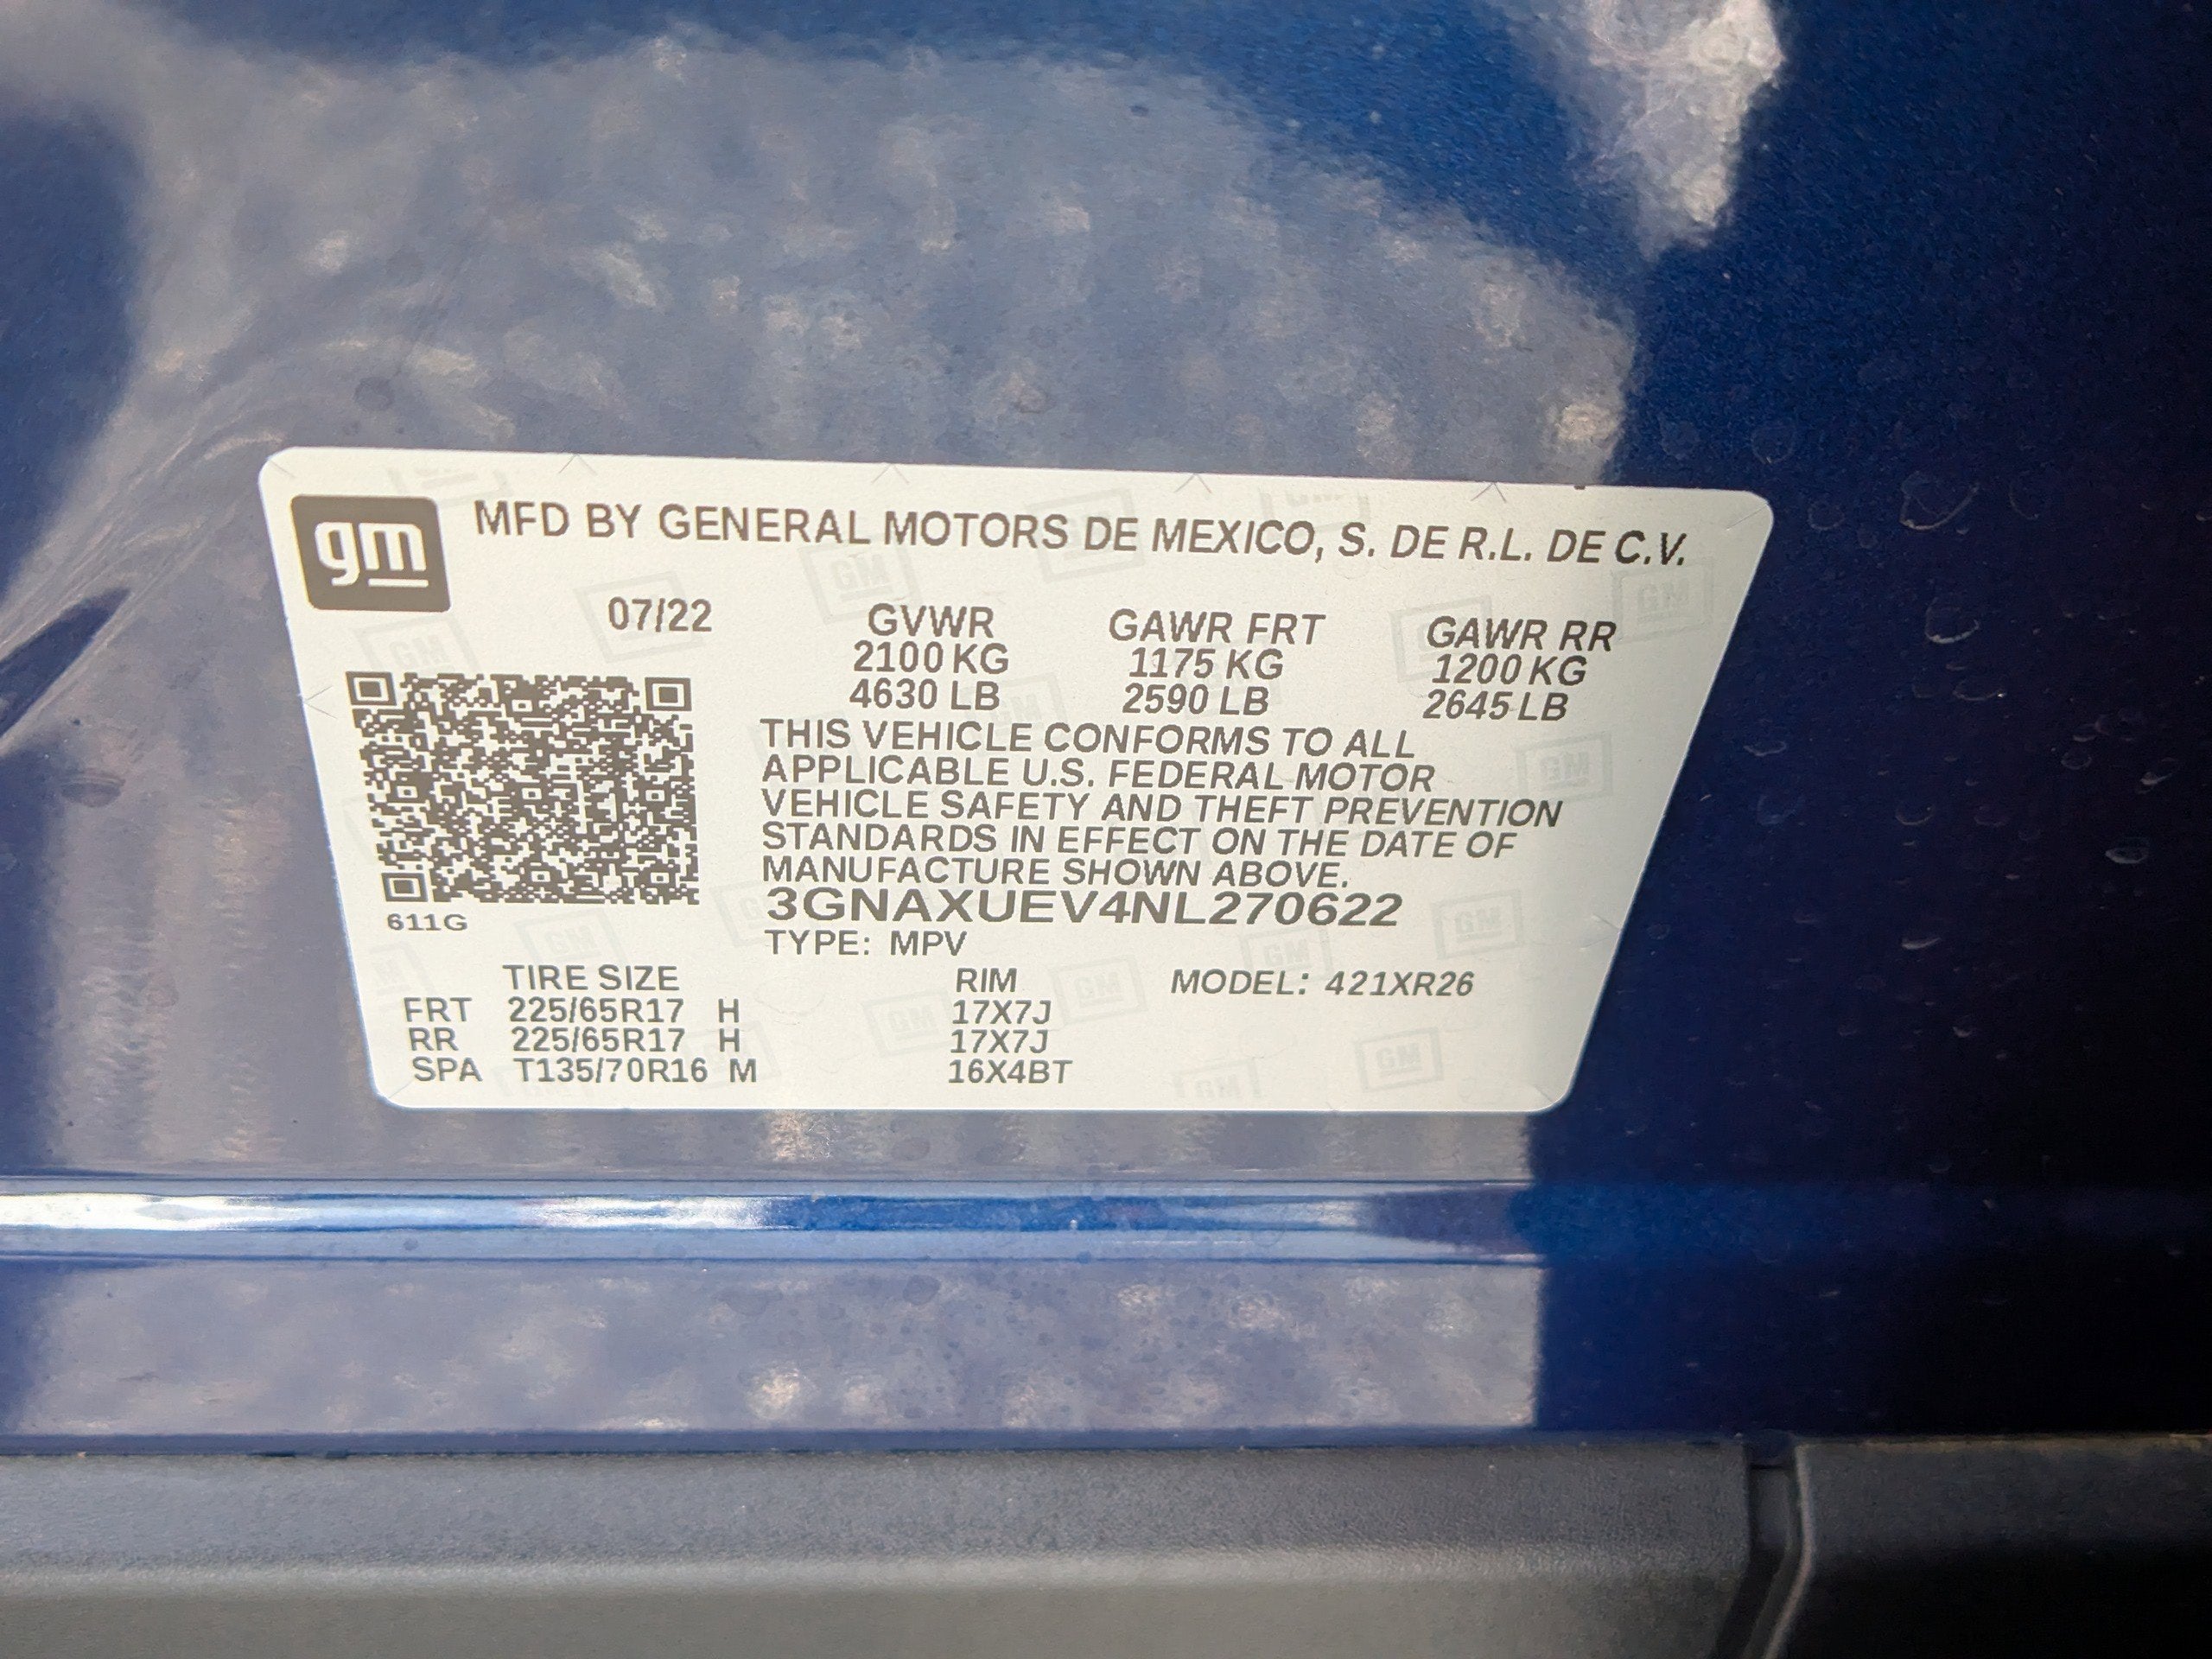 gm MFD BY GENERAL MOTORS DE MEXICO, S. DE R.L. DE C.V.
07/22 GVWR GAWR FRT GAWR RR
2100 KG 1175 KG 1200 KG
4630 LB 2590 LB 2645 LB
THIS VEHICLE CONFORMS TO ALL
APPLICABLE U.S. FEDERAL MOTOR
VEHICLE SAFETY AND THEFT PREVENTION
STANDARDS IN EFFECT ON THE DATE OF
MANUFACTURE SHOWN ABOVE.
611G 3GNAXUEV4NL270622
TYPE: MPV
TIRE SIZE RIM MODEL: 421XR26
FRT 225/65R17 H 17X7J
RR 225/65R17 H 17X7J
SPA T135/70R16 M 16X4BT